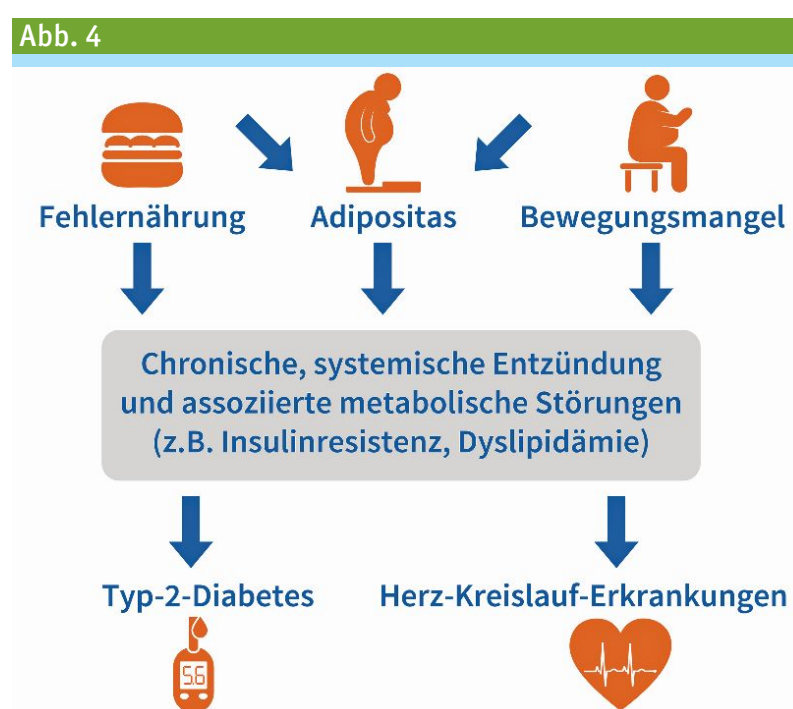 Abb. 4
Fehlernährung Adipositas Bewegungsmangel
Chronische, systemische Entzündung
und assoziierte metabolische Störungen
(z.B. Insulinresistenz, Dyslipidämie)
Typ-2-Diabetes Herz-Kreislauf-Erkrankungen
5.6